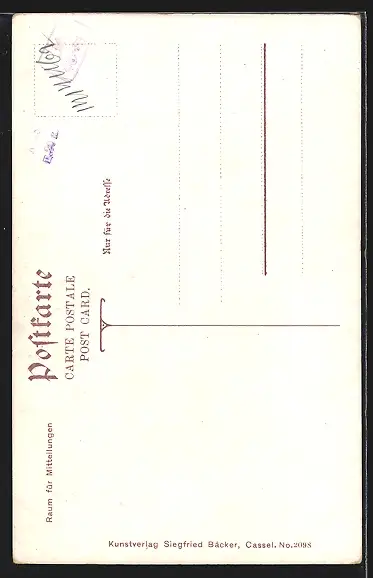 Postkarte
CARTE POSTALE
POST CARD.
Raum für Mitteilungen
Nur für die Adresse
Kunstverlag Siegfried Bäcker, Cassel. No. 2098